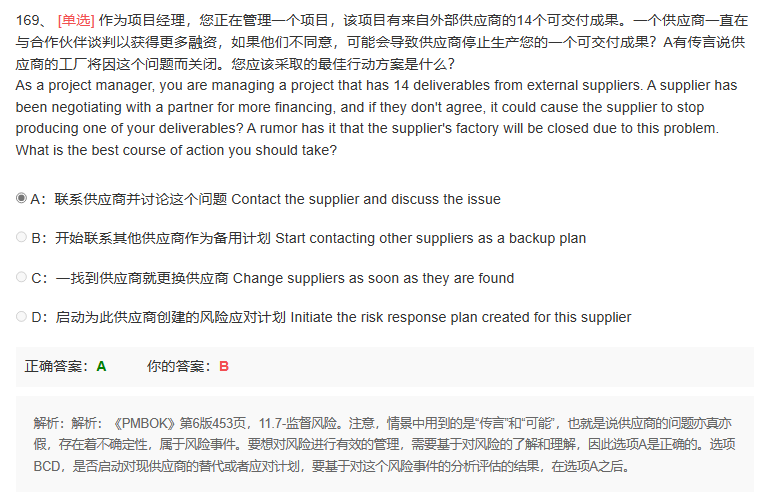 169、 [单选] 作为项目经理，您正在管理一个项目，该项目有来自外部供应商的14个可交付成果。一个供应商一直在
与合作伙伴谈判以获得更多融资，如果他们不同意，可能会导致供应商停止生产您的一个可交付成果？A有传言说供
应商的工厂将因这个问题而关闭。您应该采取的最佳行动方案是什么？
As a project manager, you are managing a project that has 14 deliverables from external suppliers. A supplier has
been negotiating with a partner for more financing, and if they don't agree, it could cause the supplier to stop
producing one of your deliverables? A rumor has it that the supplier's factory will be closed due to this problem.
What is the best course of action you should take?
A：联系供应商并讨论这个问题 Contact the supplier and discuss the issue
B：开始联系其他供应商作为备用计划 Start contacting other suppliers as a backup plan
C：一找到供应商就更换供应商 Change suppliers as soon as they are found
D：启动为此供应商创建的风险应对计划 Initiate the risk response plan created for this supplier
正确答案：A 你的答案：B
解析：解析：《PMBOK》第6版453页，11.7-监督风险。注意，情景中用到的是“传言”和“可能”，也就是说供应商的问题亦真亦
假，存在着不确定性，属于风险事件。要想对风险进行有效的管理，需要基于对风险的了解和理解，因此选项A是正确的。选项
BCD，是否启动对现供应商的替代或者应对计划，要基于对这个风险事件的分析评估的结果，在选项A之后。